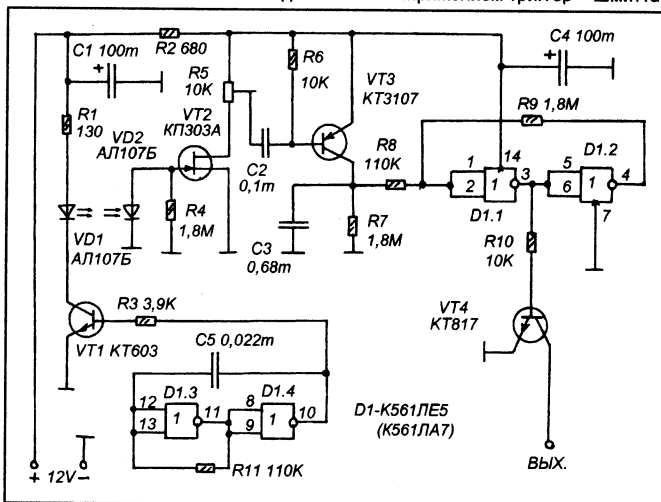 C1 100m
R2 680
R5
10K
R6
10K
VT3
КТ3107
C4 100m
R9 1,8M
R1
130
VD2
АЛ107Б
VT2
КП303А
C2
0,1m
R8
110K
1
2
1
14
3
D1.1
D1.2
5
6
1
4
7
VD1
АЛ107Б
R4
1,8M
C3
0,68m
R7
1,8M
R10
10K
R3 3,9K
VT1 КТ603
C5 0,022m
VT4
КТ817
D1.3
12
13
1
11
D1.4
8
9
1
10
D1-К561ЛЕ5
(К561ЛА7)
R11 110K
+ 12V -
ВЫХ.